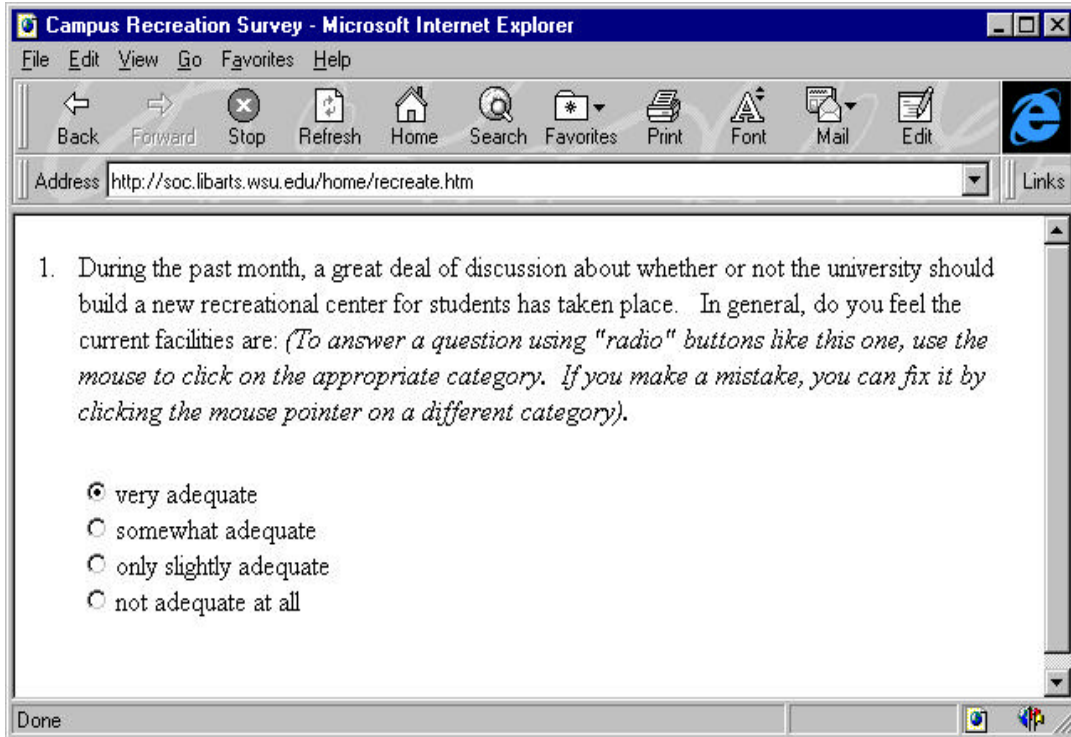 Campus Recreation Survey - Microsoft Internet Explorer
File Edit View Go Favorites Help
Back Forward Stop Refresh Home Search Favorites Print Font Mail Edit
Address http://soc.libarts.wsu.edu/home/recreate.htm Links
1. During the past month, a great deal of discussion about whether or not the university should
build a new recreational center for students has taken place. In general, do you feel the
current facilities are: (To answer a question using "radio" buttons like this one, use the
mouse to click on the appropriate category. If you make a mistake, you can fix it by
clicking the mouse pointer on a different category).
very adequate
somewhat adequate
only slightly adequate
not adequate at all
Done